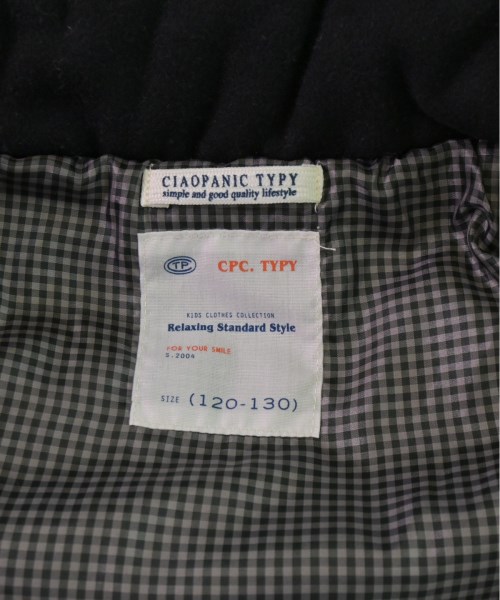 CIAOPANIC TYPY
simple and good quality lifestyle
CTP CPC. TYPY
KIDS CLOTHES COLLECTION
Relaxing Standard Style
FOR YOUR SMILE
S.2006
SIZE (120-130)